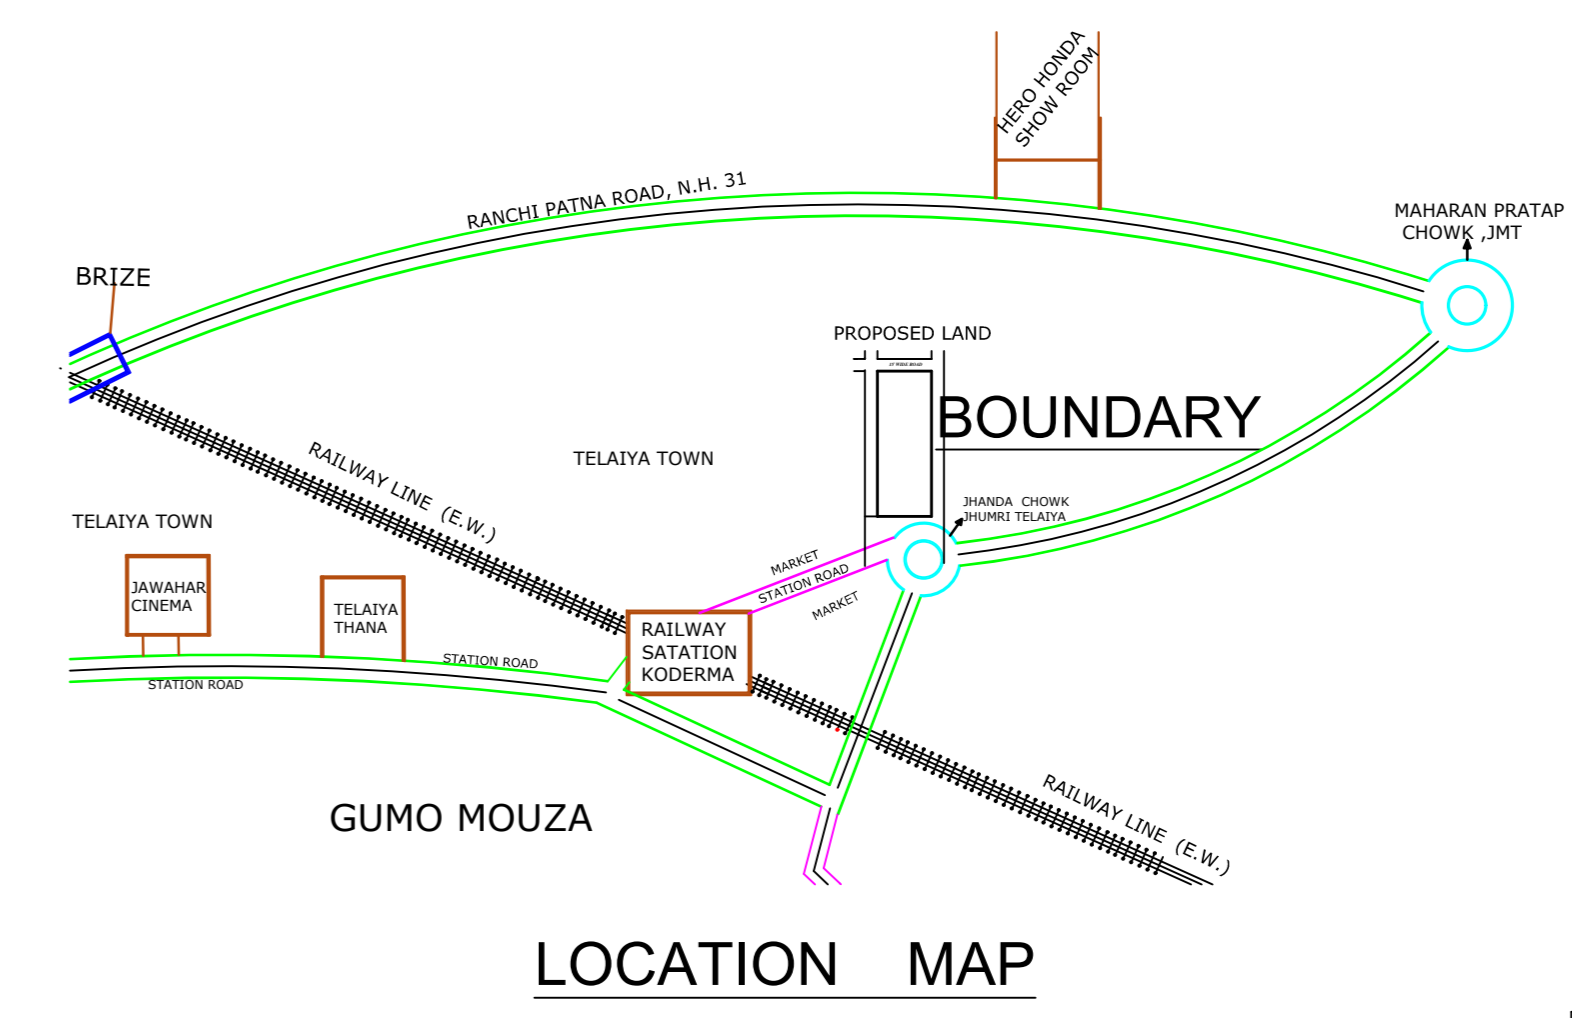 HERO HONDA
SHOW ROOM
RANCHI PATNA ROAD, N.H. 31
MAHARAN PRATAP
CHOWK ,JMT
BRIZE
PROPOSED LAND
BOUNDARY
RAILWAY LINE (E.W.)
TELAIYA TOWN
TELAIYA TOWN
JHANDA CHOWK
JHUMRI TELAIYA
MARKET
STATION ROAD
MARKET
JAWAHAR
CINEMA
TELAIYA
THANA
RAILWAY
SATATION
KODERMA
STATION ROAD
STATION ROAD
GUMO MOUZA
RAILWAY LINE (E.W.)
LOCATION MAP